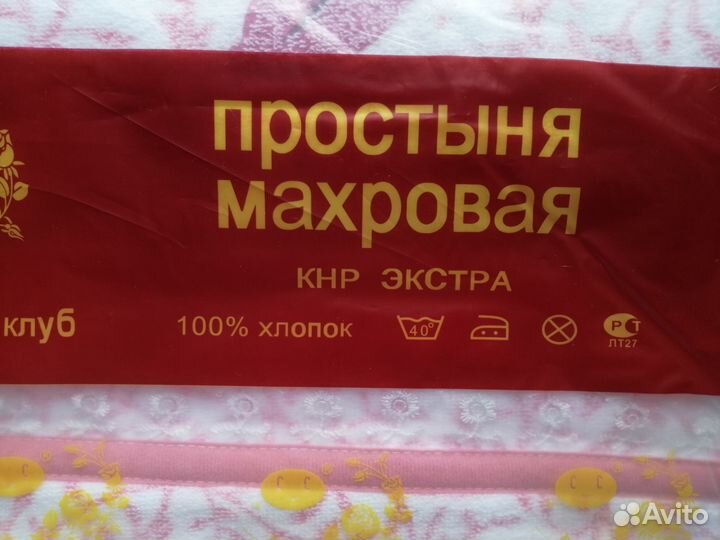 простыня
махровая
КНР ЭКСТРА
клуб 100% хлопок 40° РСТ
ЛТ27
Avito